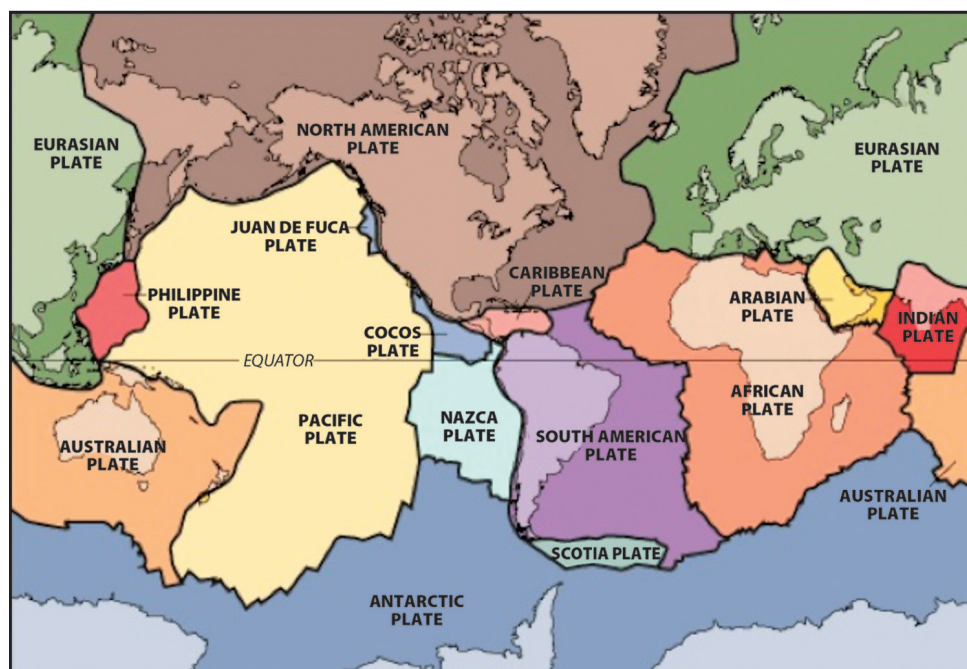 NORTH AMERICAN
PLATE
EURASIAN
PLATE
EURASIAN
PLATE
JUAN DE FUCA
PLATE
CARIBBEAN
PLATE
PHILIPPINE
PLATE
ARABIAN
PLATE
INDIAN
PLATE
COCOS
PLATE
EQUATOR
AFRICAN
PLATE
PACIFIC
PLATE
NAZCA
PLATE
SOUTH AMERICAN
PLATE
AUSTRALIAN
PLATE
AUSTRALIAN
PLATE
SCOTIA PLATE
ANTARCTIC
PLATE